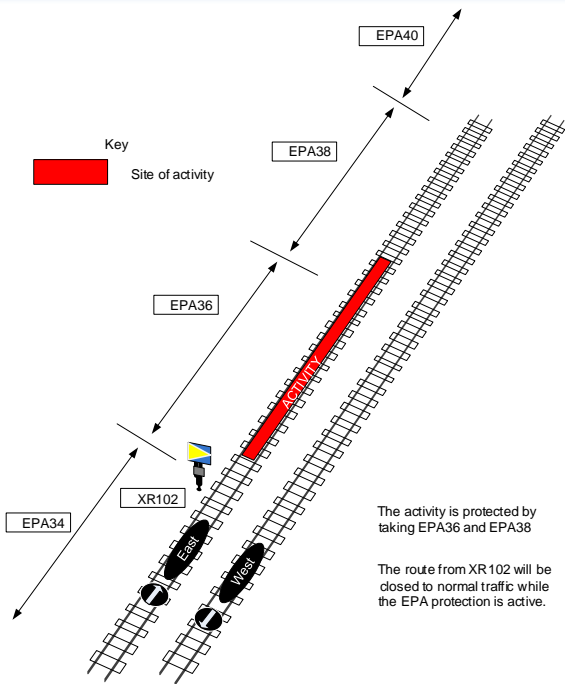 EPA40
EPA38
Key
Site of activity
EPA36
ACTIVITY
XR102
EPA34
East
West
The activity is protected by
taking EPA36 and EPA38
The route from XR102 will be
closed to normal traffic while
the EPA protection is active.